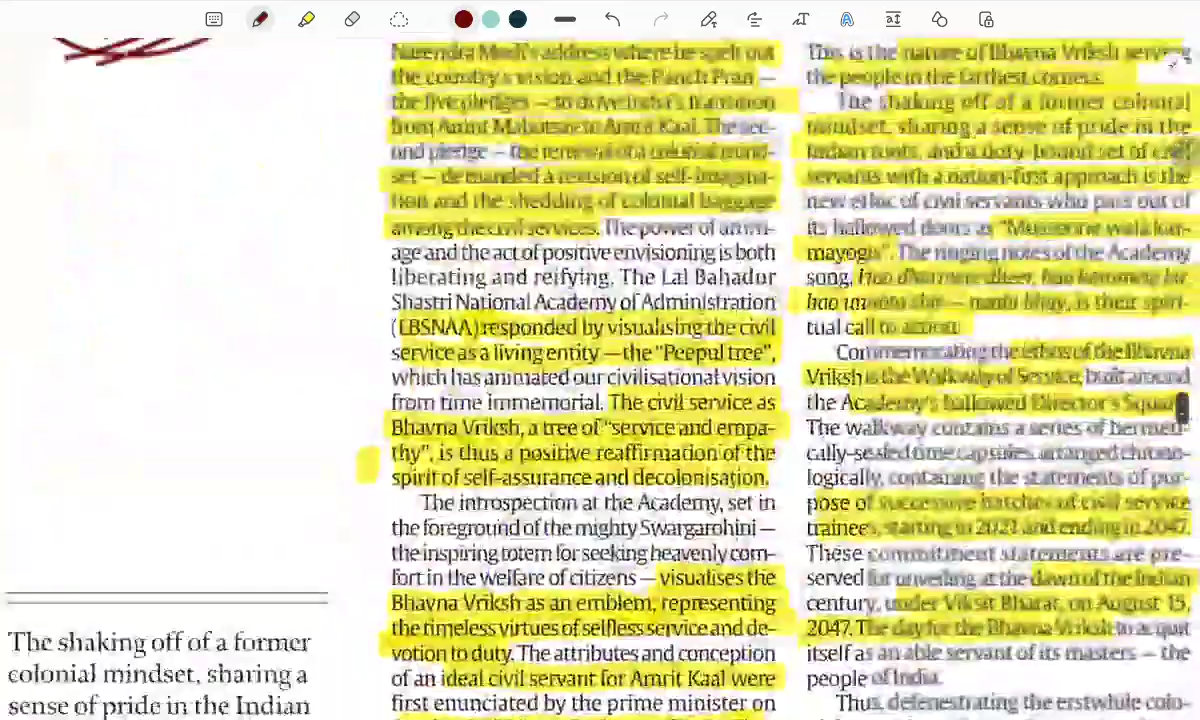 Narendra Modi's address where he spelt out
the country's vision and the Panch Pran —
the five pledges — to drive India's transition
from Amrit Mahotsav to Amrit Kaal. The sec-
ond pledge — the removal of a colonial mind-
set — demanded a revision of self-imagina-
tion and the shedding of colonial baggage
among the civil services. The power of
age and the act of positive envisioning is both
liberating and reifying. The Lal Bahadur
Shastri National Academy of Administration
(LBSNAA) responded by visualising the civil
service as a living entity — the "Peepul tree",
which has animated our civilisational vision
from time immemorial. The civil service as
Bhavna Vriksh, a tree of "service and empa-
thy", is thus a positive reaffirmation of the
spirit of self-assurance and decolonisation.
The introspection at the Academy, set in
the foreground of the mighty Swargarohini —
the inspiring totem for seeking heavenly com-
fort in the welfare of citizens — visualises the
Bhavna Vriksh as an emblem, representing
the timeless virtues of selfless service and de-
votion to duty. The attributes and conception
of an ideal civil servant for Amrit Kaal were
first enunciated by the prime minister on
This is the nature of Bhavna Vriksh serving
the people in the farthest corners.
The shaking off of a former colonial
mindset, sharing a sense of pride in the
Indian roots, and a duty-bound set of civil
servants with a nation-first approach is the
new ethic of civil servants who pass out of
its hallowed doors as
mayogis". The ringing notes of the Academy
song,
is their spiri-
tual call to action.
Commemorating the ethos of the Bhavna
Vriksh is the Walkway of Service, built around
the Academy's hallowed Director's Square.
The walkway contains a series of hermeti-
cally-sealed time capsules, arranged chrono-
logically, containing the statements of pur-
pose of successive batches of civil service
trainees, starting in 2021 and ending in 2047.
These commitment statements are pre-
served for unveiling at the dawn of the Indian
century, under Viksit Bharat, on August 15,
2047. The day for the Bhavna Vriksh to acquit
itself as an able servant of its masters — the
people of India.
Thus, defenestrating the erstwhile colo-
The shaking off of a former
colonial mindset, sharing a
sense of pride in the Indian